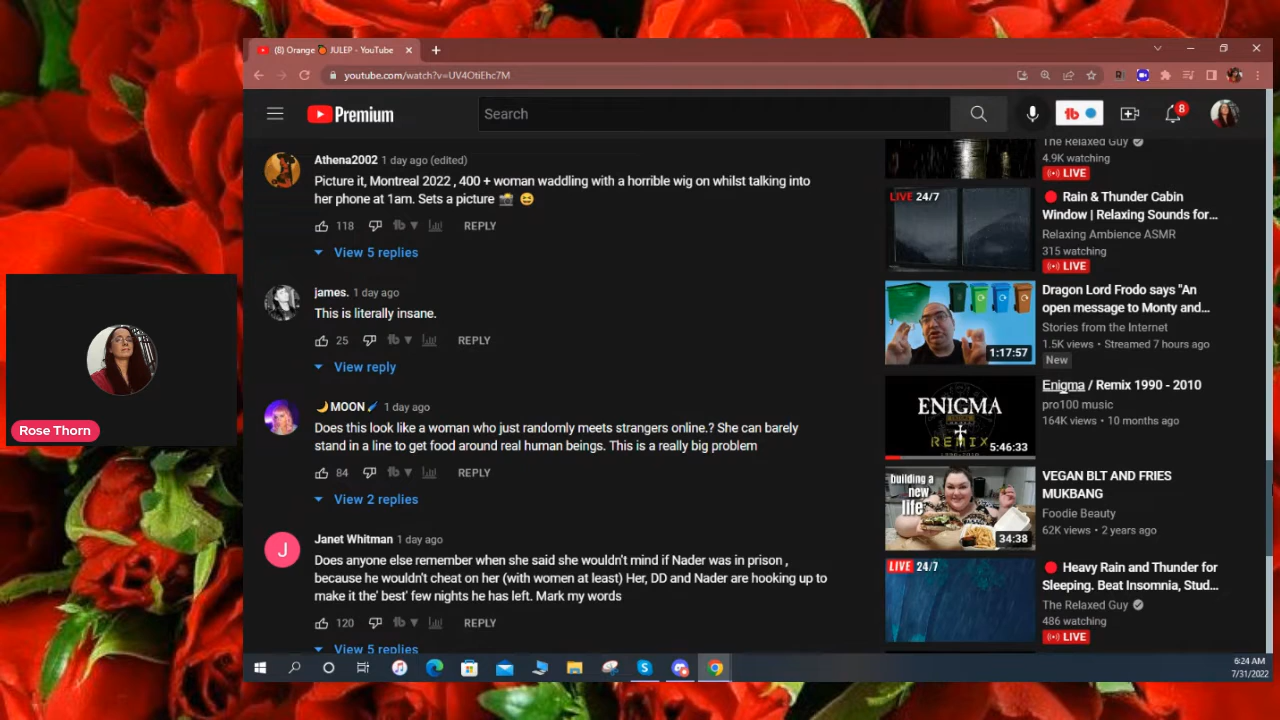 (8) Orange 🍊 JULEP - YouTube
youtube.com/watch?v=UV4OtiEhc7M
Premium
Search
8
Athena2002 1 day ago (edited)
Picture it, Montreal 2022 , 400 + woman waddling with a horrible wig on whilst talking into
her phone at 1am. Sets a picture 📸 😆
118 REPLY
View 5 replies
james. 1 day ago
This is literally insane.
25 REPLY
View reply
🌙MOON☄️ 1 day ago
Does this look like a woman who just randomly meets strangers online.? She can barely
stand in a line to get food around real human beings. This is a really big problem
84 REPLY
View 2 replies
Janet Whitman 1 day ago
J
Does anyone else remember when she said she wouldn't mind if Nader was in prison ,
because he wouldn't cheat on her (with women at least) Her, DD and Nader are hooking up to
make it the' best' few nights he has left. Mark my words
120 REPLY
View 5 replies
The Relaxed Guy
4.9K watching
LIVE
LIVE 24/7
Rain & Thunder Cabin
Window | Relaxing Sounds for...
Relaxing Ambience ASMR
315 watching
LIVE
Dragon Lord Frodo says "An
open message to Monty and...
Stories from the Internet
1.5K views • Streamed 7 hours ago
New
1:17:57
Enigma / Remix 1990 - 2010
pro100 music
164K views • 10 months ago
ENIGMA
REMIX
5:46:33
VEGAN BLT AND FRIES
MUKBANG
Foodie Beauty
62K views • 2 years ago
building a
new
life
34:38
LIVE 24/7
Heavy Rain and Thunder for
Sleeping. Beat Insomnia, Stud...
The Relaxed Guy
486 watching
LIVE
Rose Thorn
6:24 AM
7/31/2022